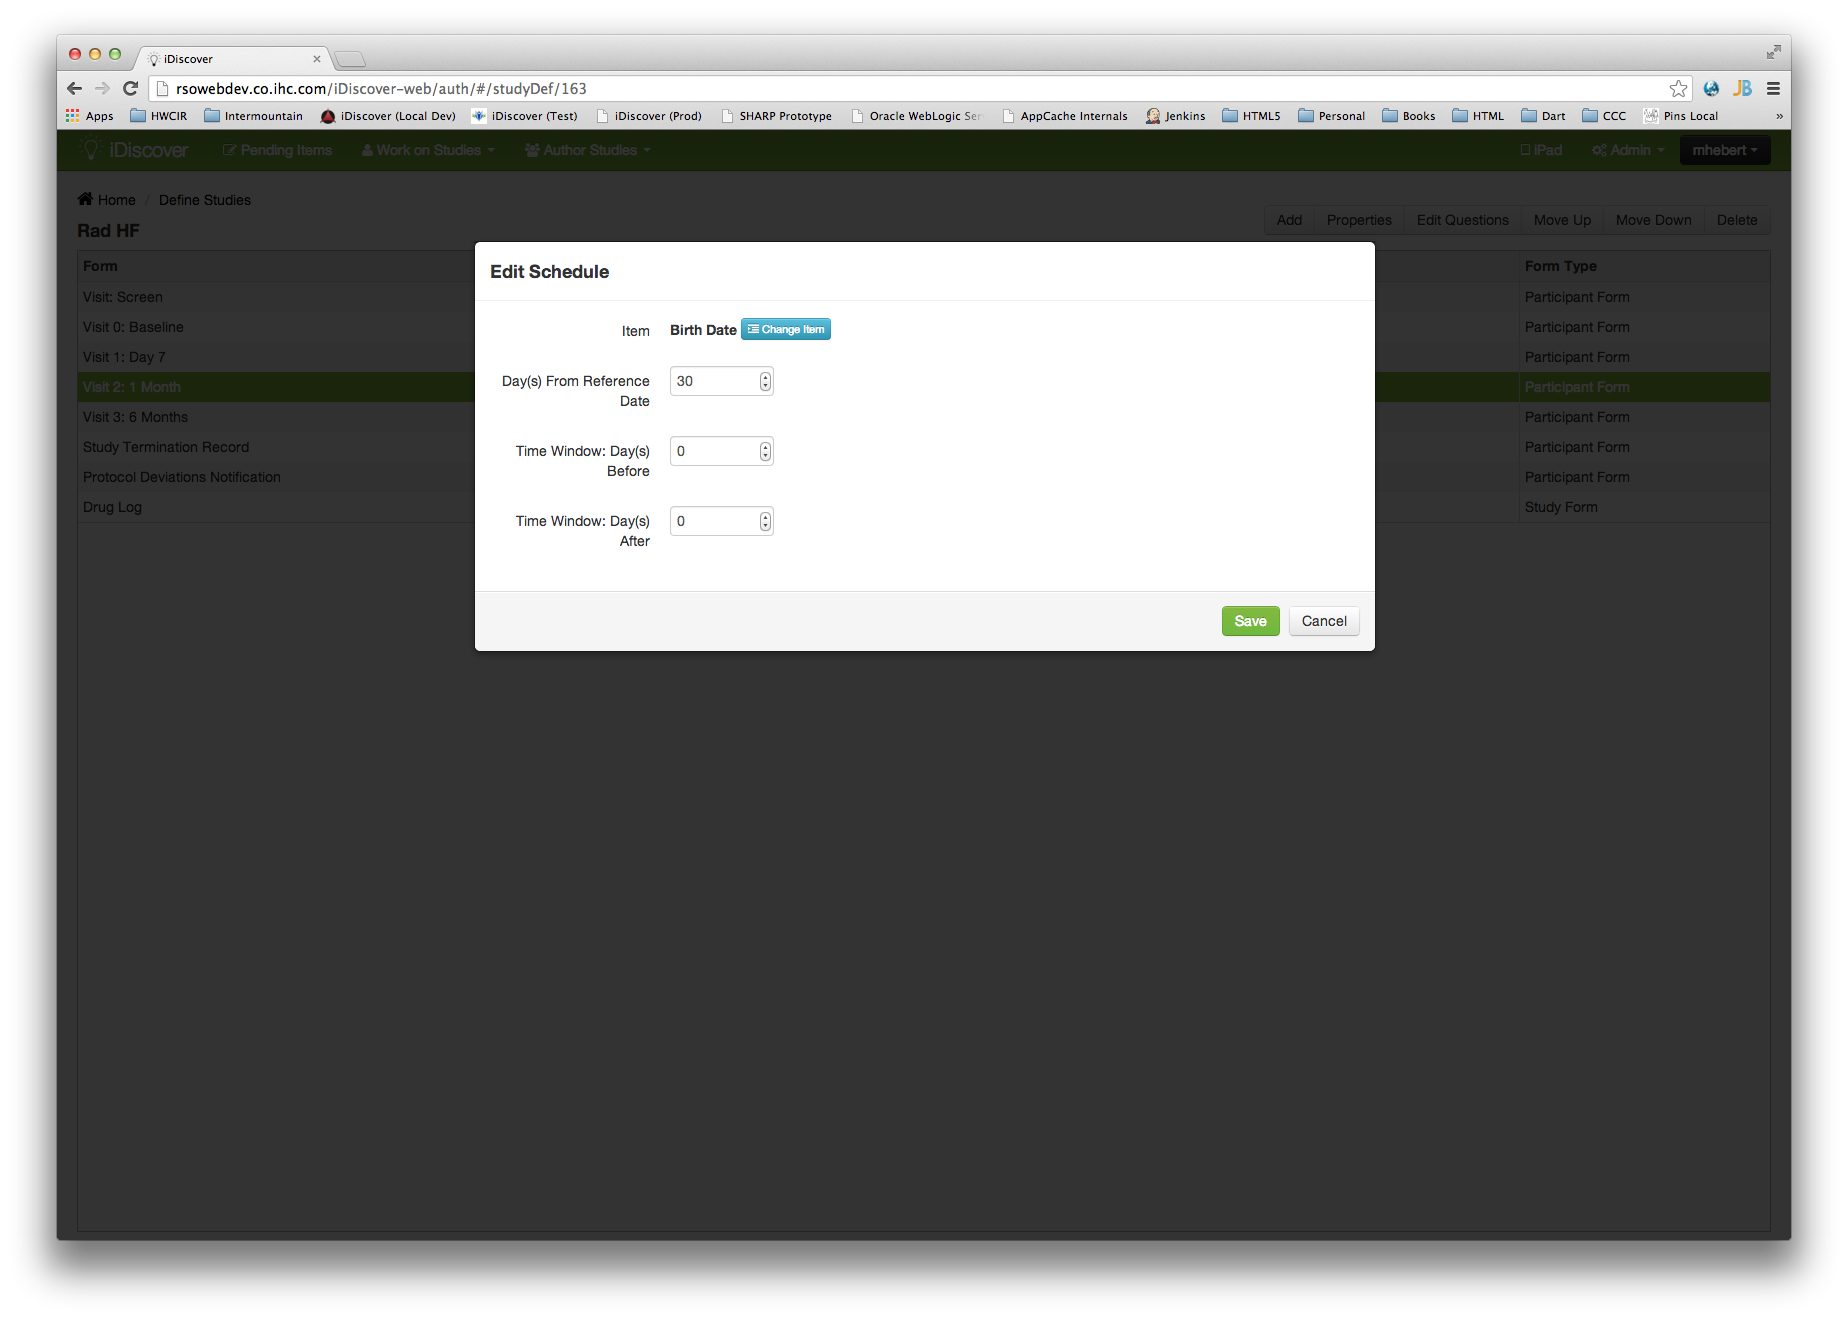 iDiscover
rsowebdev.co.ihc.com/iDiscover-web/auth/#/studyDef/163
JB
Apps HWCIR Intermountain iDiscover (Local Dev) iDiscover (Test) iDiscover (Prod) SHARP Prototype Oracle WebLogic Ser AppCache Internals Jenkins HTML5 Personal Books HTML Dart CCC Pins Local »
iDiscover Pending Items Work on Studies Author Studies iPad Admin mhebert
Home / Define Studies
Rad HF
Add Properties Edit Questions Move Up Move Down Delete
Form Form Type
Visit: Screen Participant Form
Visit 0: Baseline Participant Form
Visit 1: Day 7 Participant Form
Visit 2: 1 Month Participant Form
Visit 3: 6 Months Participant Form
Study Termination Record Participant Form
Protocol Deviations Notification Participant Form
Drug Log Study Form
Edit Schedule
Item Birth Date Change Item
Day(s) From Reference 30
Date
Time Window: Day(s) 0
Before
Time Window: Day(s) 0
After
Save Cancel